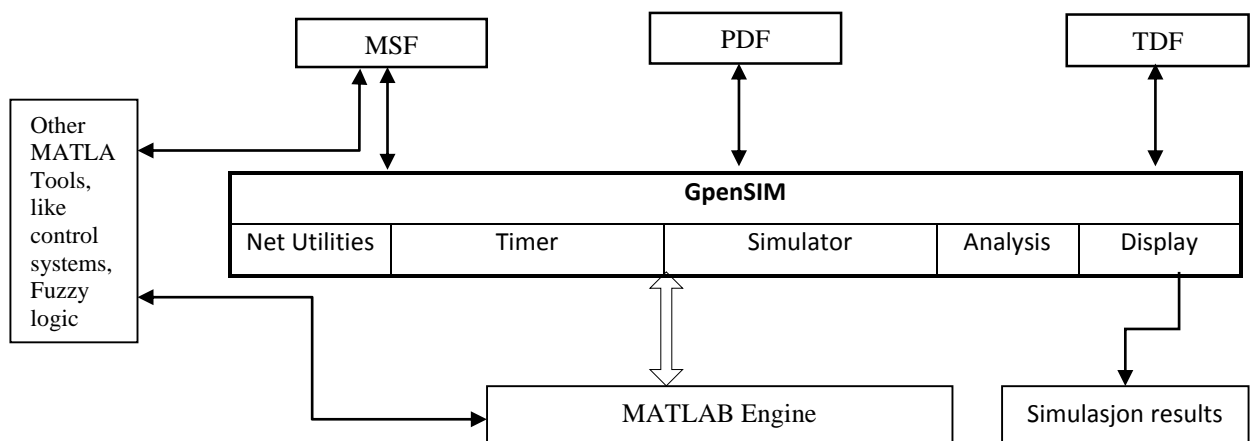 MSF
PDF
TDF
Other
MATLA
Tools,
like
control
systems,
Fuzzy
logic
GpenSIM
Net Utilities
Timer
Simulator
Analysis
Display
MATLAB Engine
Simulasjon results